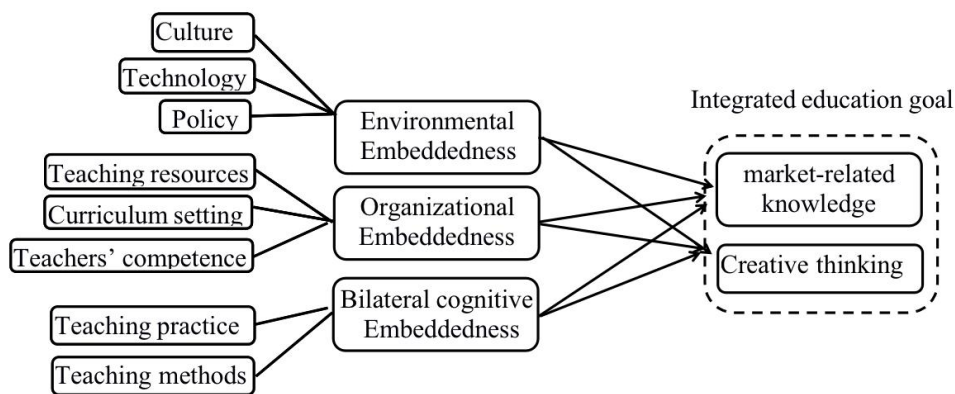 Culture
Technology
Policy
Teaching resources
Curriculum setting
Teachers’ competence
Teaching practice
Teaching methods
Environmental
Embeddedness
Organizational
Embeddedness
Bilateral cognitive
Embeddedness
Integrated education goal
market-related
knowledge
Creative thinking